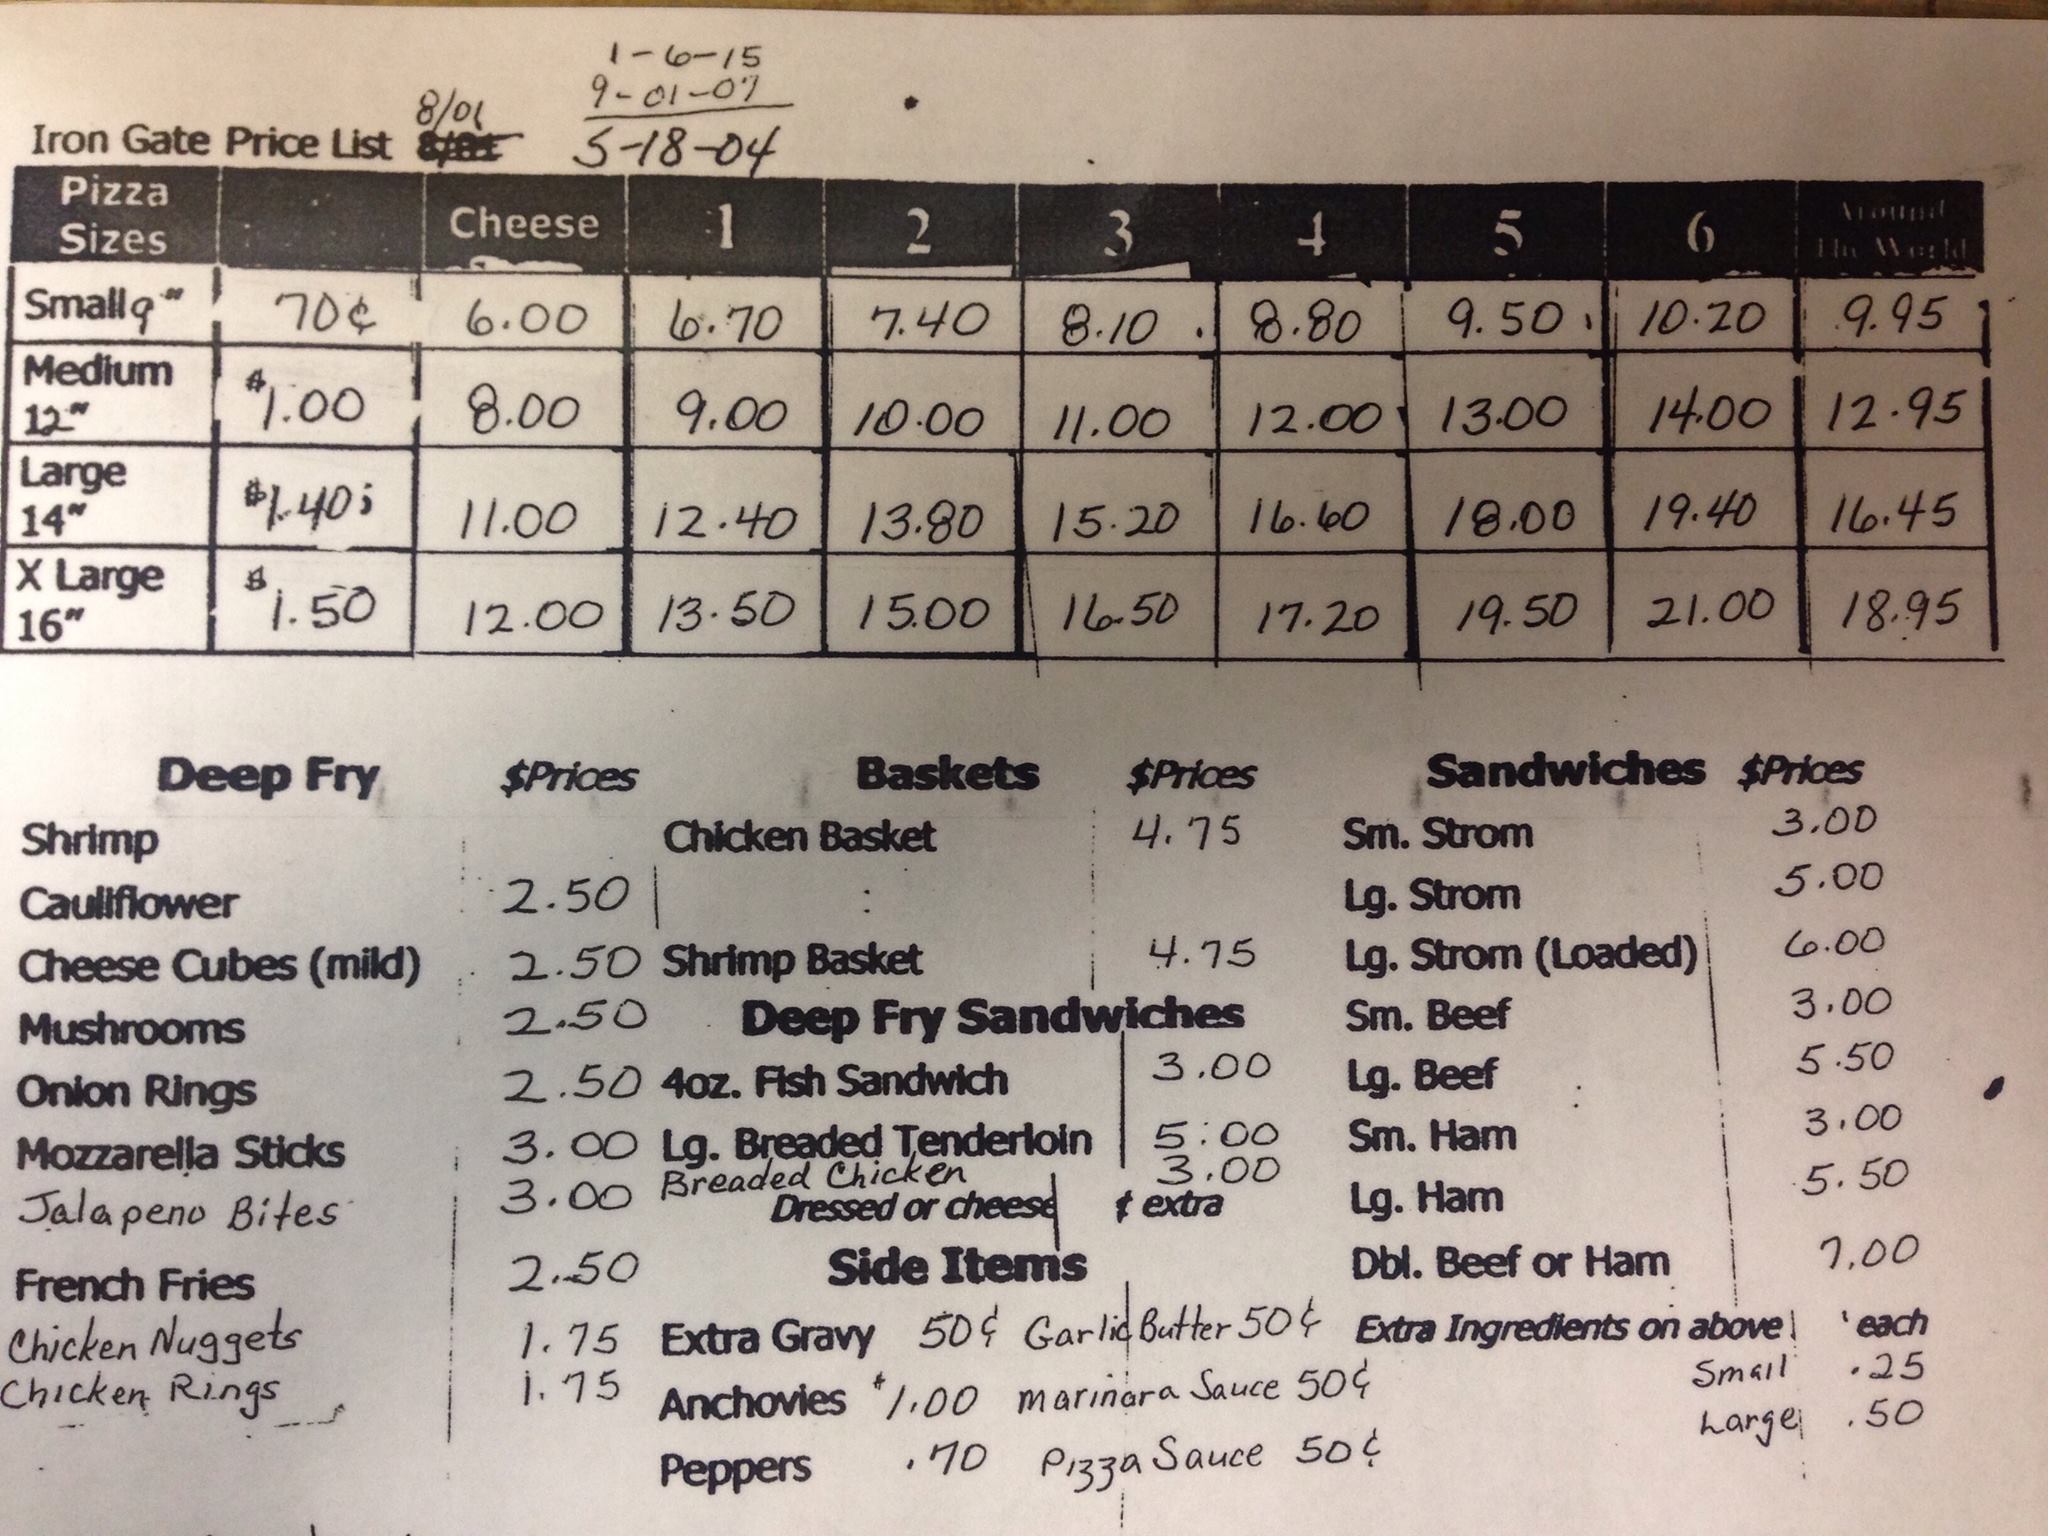 1-6-15
8/01 9-01-07
Iron Gate Price List 5-18-04
Pizza Sizes Cheese 1 2 3 4 5 6 Around The World
Small 9" 70¢ 6.00 6.70 7.40 8.10 8.80 9.50 10.20 9.95
Medium 12" $1.00 8.00 9.00 10.00 11.00 12.00 13.00 14.00 12.95
Large 14" $1.40 11.00 12.40 13.80 15.20 16.60 18.00 19.40 16.45
X Large 16" $1.50 12.00 13.50 15.00 16.50 17.20 19.50 21.00 18.95
Deep Fry $Prices
Shrimp
Cauliflower 2.50
Cheese Cubes (mild) 2.50
Mushrooms 2.50
Onion Rings 2.50
Mozzarella Sticks 3.00
Jalapeno Bites 3.00
French Fries 2.50
Chicken Nuggets 1.75
Chicken Rings 1.75
Baskets $Prices
Chicken Basket 4.75
Shrimp Basket 4.75
Deep Fry Sandwiches
4oz. Fish Sandwich 3.00
Lg. Breaded Tenderloin 5.00
Breaded Chicken 3.00
Dressed or cheese ¢ extra
Side Items
Extra Gravy 50¢ Garlic Butter 50¢
Anchovies $1.00 Marinara Sauce 50¢
Peppers .70 Pizza Sauce 50¢
Sandwiches $Prices
Sm. Strom 3.00
Lg. Strom 5.00
Lg. Strom (Loaded) 6.00
Sm. Beef 3.00
Lg. Beef 5.50
Sm. Ham 3.00
Lg. Ham 5.50
Dbl. Beef or Ham 7.00
Extra Ingredients on above each
Small .25
Large .50